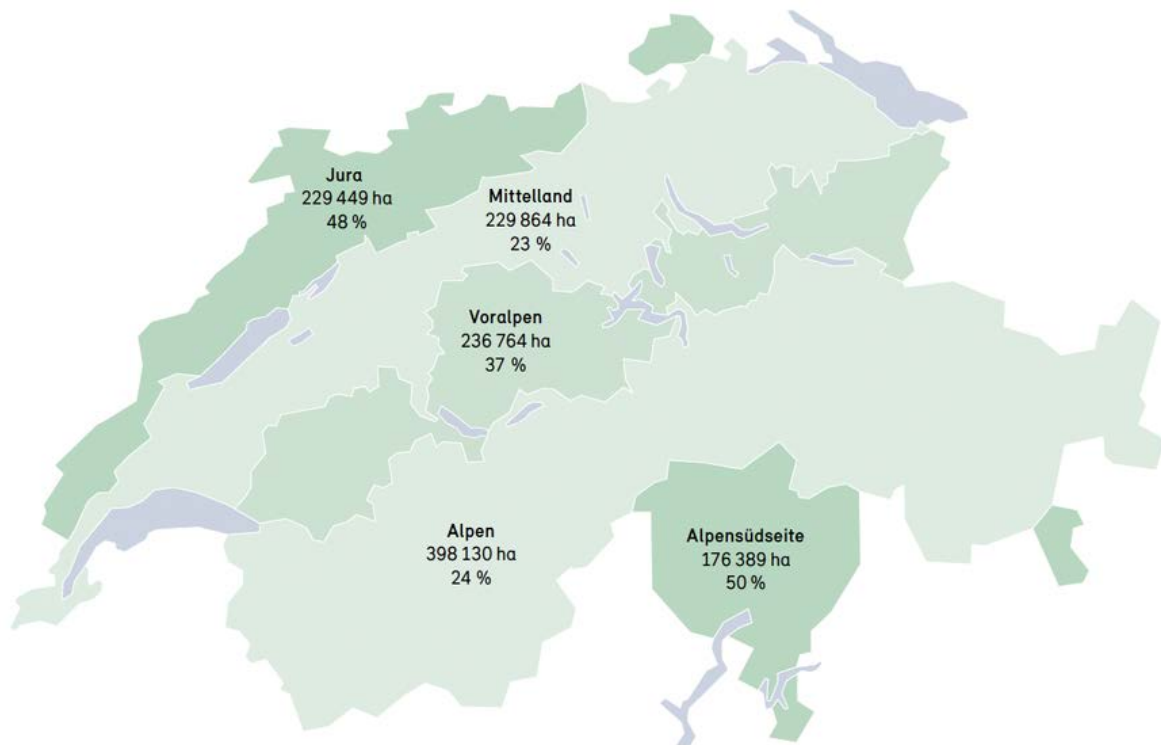 Jura
229 449 ha
48 %
Mittelland
229 864 ha
23 %
Voralpen
236 764 ha
37 %
Alpen
398 130 ha
24 %
Alpensüdseite
176 389 ha
50 %